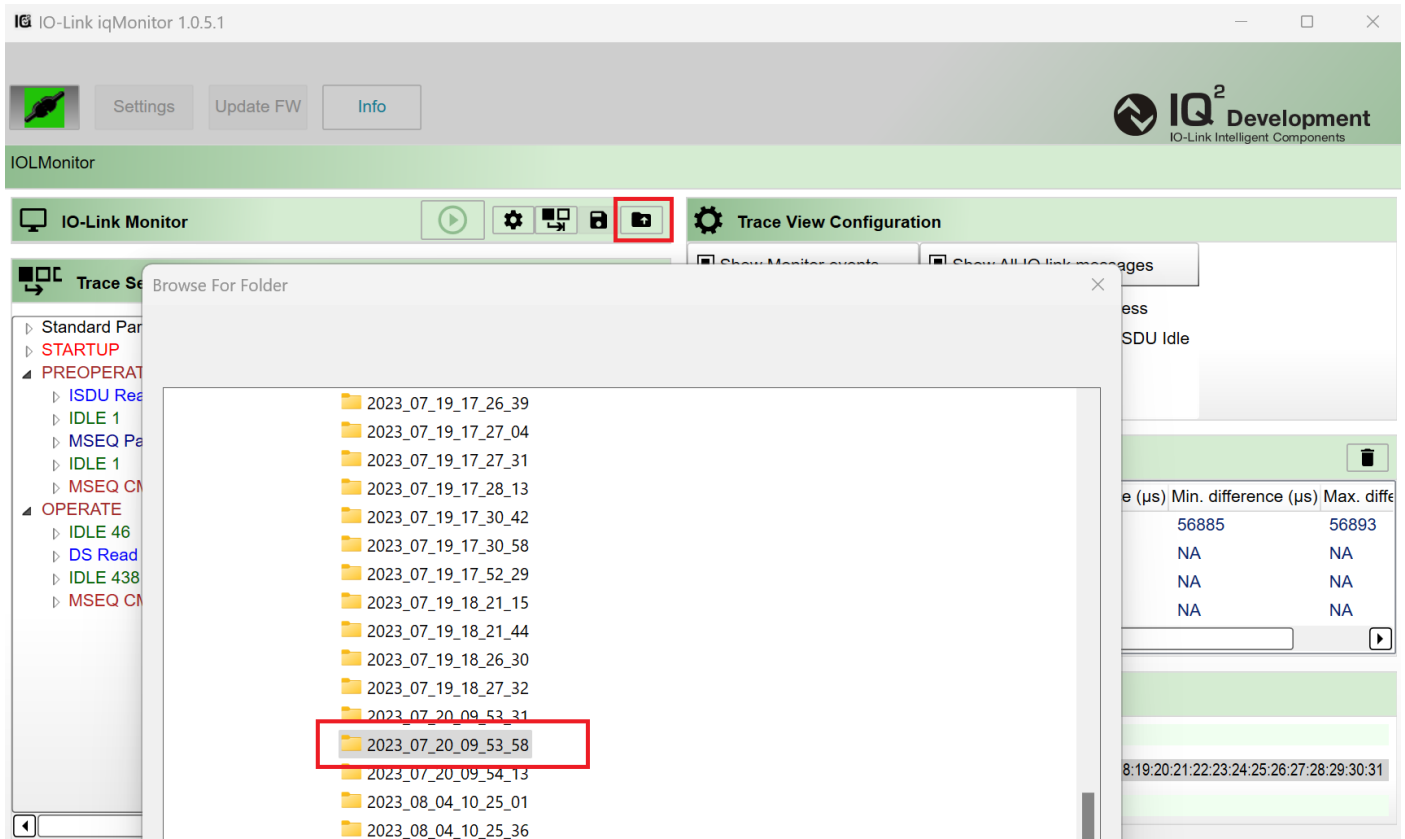 IO-Link iqMonitor 1.0.5.1
Settings Update FW Info
IQ2 Development
IO-Link Intelligent Components
IOLMonitor
IO-Link Monitor
Trace View Configuration
Show Monitor events Show All IO-link messages
Trace Se
Browse For Folder
ess
SDU Idle
Standard Par
STARTUP
PREOPERAT
ISDU Rea
IDLE 1
MSEQ Pa
IDLE 1
MSEQ CM
OPERATE
IDLE 46
DS Read
IDLE 438
MSEQ CM
2023_07_19_17_26_39
2023_07_19_17_27_04
2023_07_19_17_27_31
2023_07_19_17_28_13
2023_07_19_17_30_42
2023_07_19_17_30_58
2023_07_19_17_52_29
2023_07_19_18_21_15
2023_07_19_18_21_44
2023_07_19_18_26_30
2023_07_19_18_27_32
2023_07_20_09_53_31
2023_07_20_09_53_58
2023_07_20_09_54_13
2023_08_04_10_25_01
2023_08_04_10_25_36
e (µs) Min. difference (µs) Max. diffe
56885 56893
NA NA
NA NA
NA NA
8:19:20:21:22:23:24:25:26:27:28:29:30:31